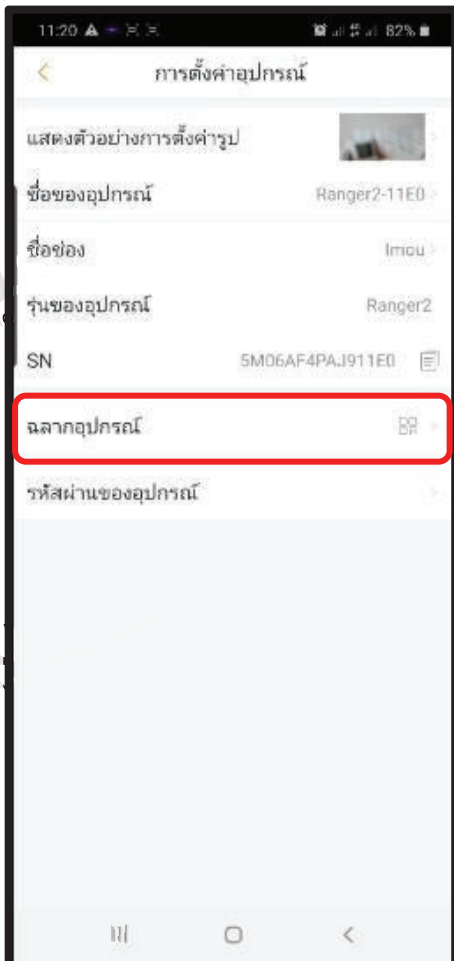 11:20 82%
การตั้งค่าอุปกรณ์
แสดงตัวอย่างการตั้งค่ารูป
ชื่อของอุปกรณ์ Ranger2-11E0
ชื่อช่อง Imou
รุ่นของอุปกรณ์ Ranger2
SN 5M06AF4PAJ911E0
ฉลากอุปกรณ์
รหัสผ่านของอุปกรณ์